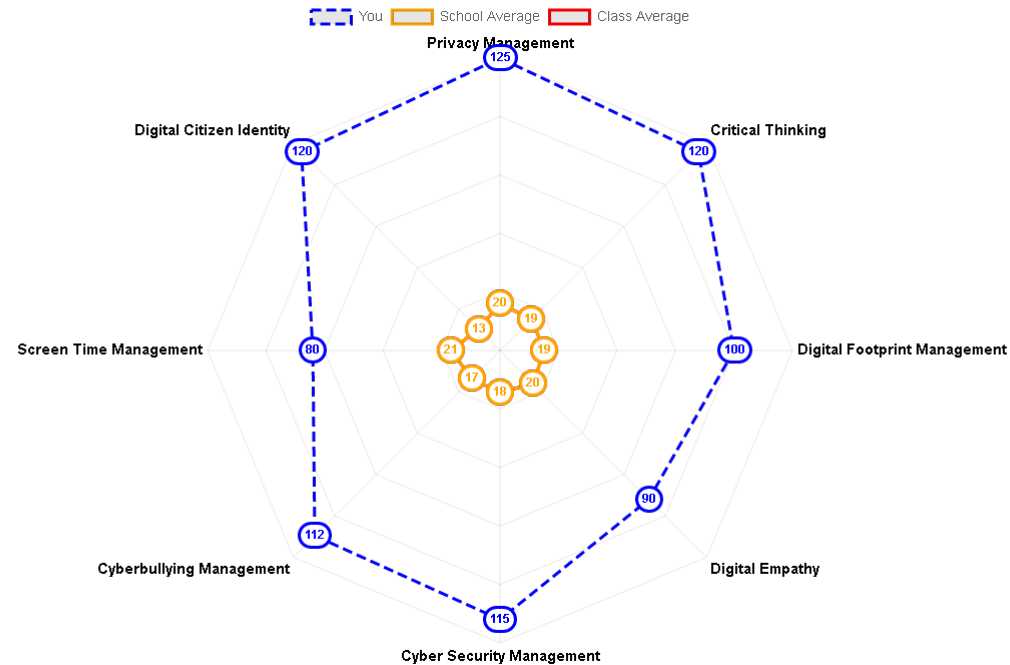 You School Average Class Average
Privacy Management
125
Digital Citizen Identity
Critical Thinking
120
120
20
19
13
Screen Time Management
80
21
19
100
Digital Footprint Management
17
20
18
90
112
Cyberbullying Management
Digital Empathy
115
Cyber Security Management